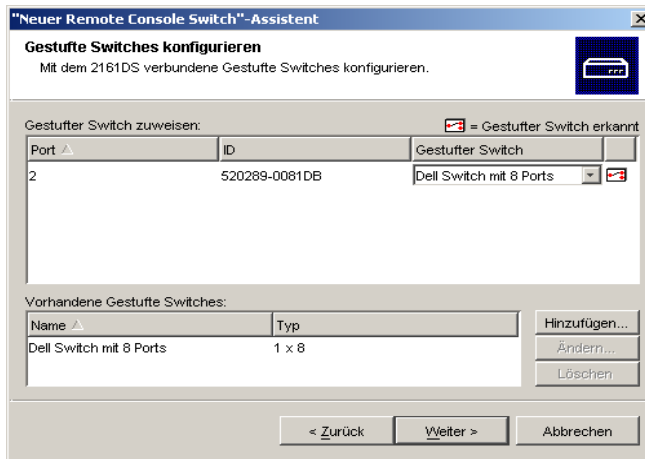 "Neuer Remote Console Switch"-Assistent
Gestufte Switches konfigurieren
Mit dem 2161DS verbundene Gestufte Switches konfigurieren.
Gestufter Switch zuweisen:
= Gestufter Switch erkannt
Port ID Gestufter Switch
2 520289-0081DB Dell Switch mit 8 Ports
Vorhandene Gestufte Switches:
Name Typ
Dell Switch mit 8 Ports 1 x 8
Hinzufügen...
Ändern...
Löschen
< Zurück Weiter > Abbrechen